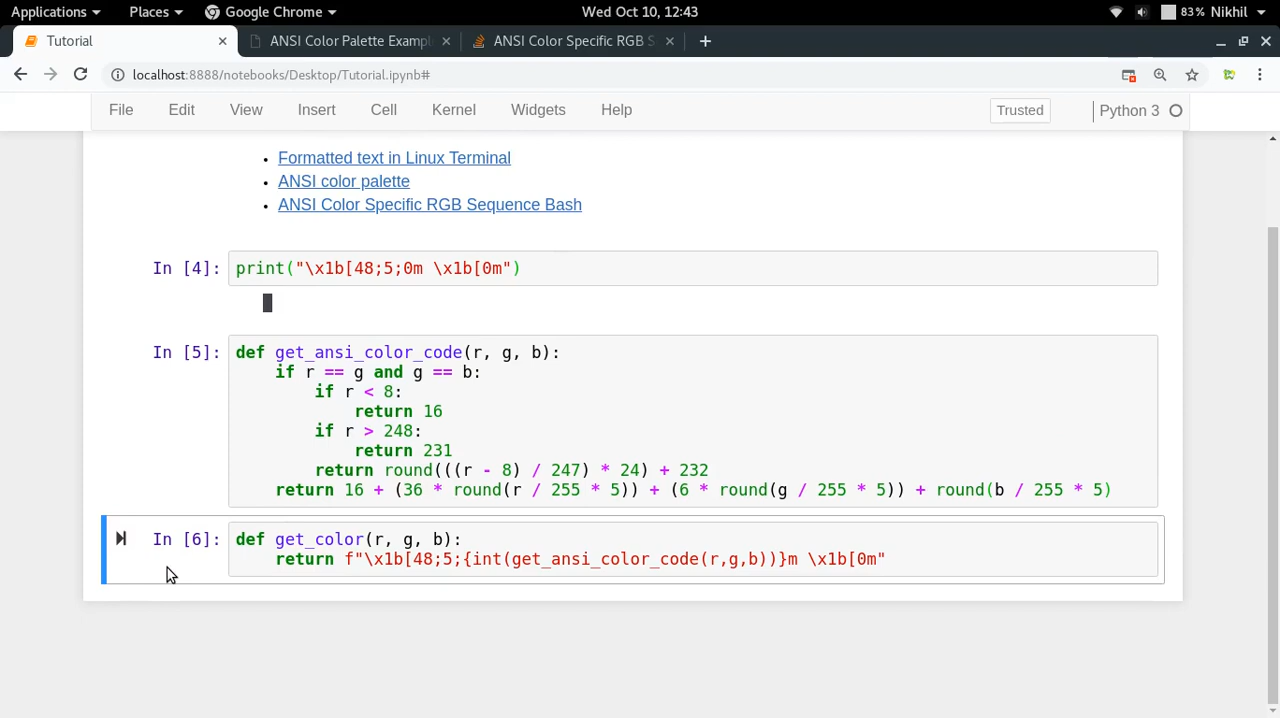 Applications Places Google Chrome Wed Oct 10, 12:43 83% Nikhil
Tutorial ANSI Color Palette Exampl ANSI Color Specific RGB S
localhost:8888/notebooks/Desktop/Tutorial.ipynb#
File Edit View Insert Cell Kernel Widgets Help Trusted Python 3
Formatted text in Linux Terminal
ANSI color palette
ANSI Color Specific RGB Sequence Bash
In [4]: print("\x1b[48;5;0m \x1b[0m")
In [5]: def get_ansi_color_code(r, g, b):
if r == g and g == b:
if r < 8:
return 16
if r > 248:
return 231
return round(((r - 8) / 247) * 24) + 232
return 16 + (36 * round(r / 255 * 5)) + (6 * round(g / 255 * 5)) + round(b / 255 * 5)
In [6]: def get_color(r, g, b):
return f"\x1b[48;5;{int(get_ansi_color_code(r,g,b))}m \x1b[0m"